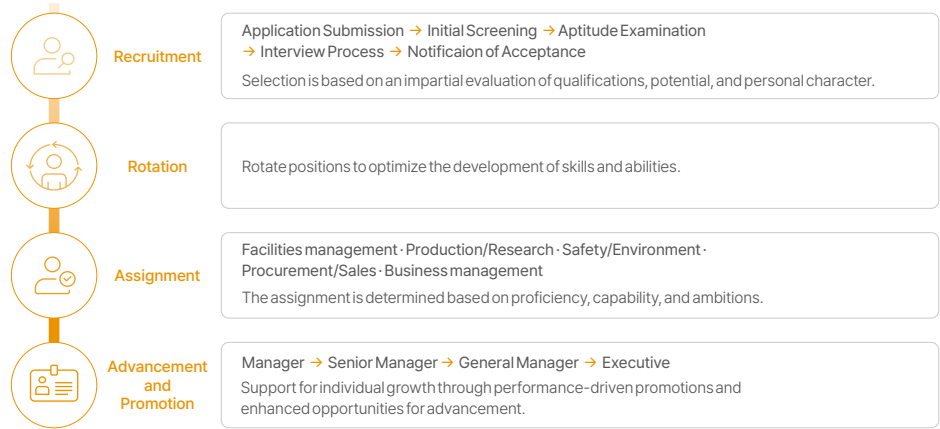 Recruitment
Application Submission → Initial Screening → Aptitude Examination
→ Interview Process → Notificaion of Acceptance
Selection is based on an impartial evaluation of qualifications, potential, and personal character.
Rotation
Rotate positions to optimize the development of skills and abilities.
Assignment
Facilities management · Production/Research · Safety/Environment ·
Procurement/Sales · Business management
The assignment is determined based on proficiency, capability, and ambitions.
Advancement
and
Promotion
Manager → Senior Manager → General Manager → Executive
Support for individual growth through performance-driven promotions and
enhanced opportunities for advancement.